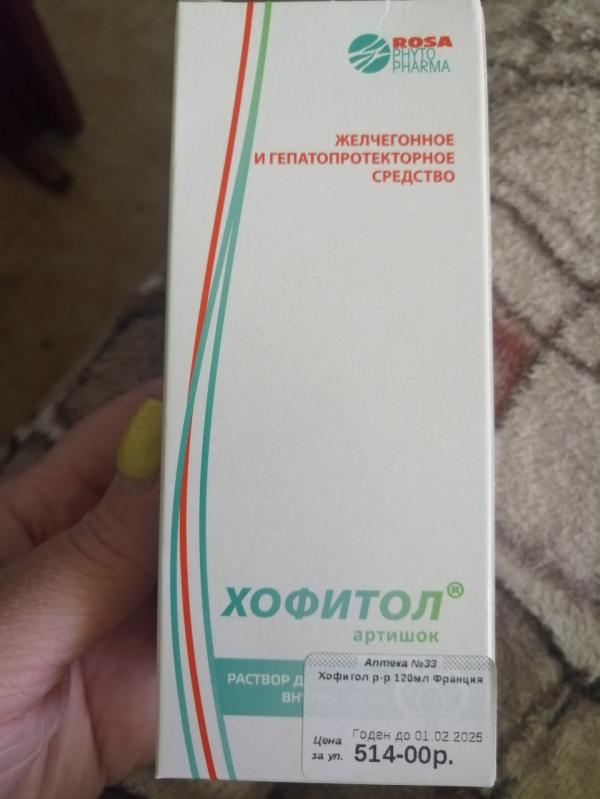 ROSA
PHYTO
PHARMA
ЖЕЛЧЕГОННОЕ
И ГЕПАТОПРОТЕКТОРНОЕ
СРЕДСТВО
ХОФИТОЛ®
артишок
РАСТВОР
Аптека №33
Хофитол р-р 120мл Франция
Годен до 01.02.2025
Цена
за уп.
514-00р.